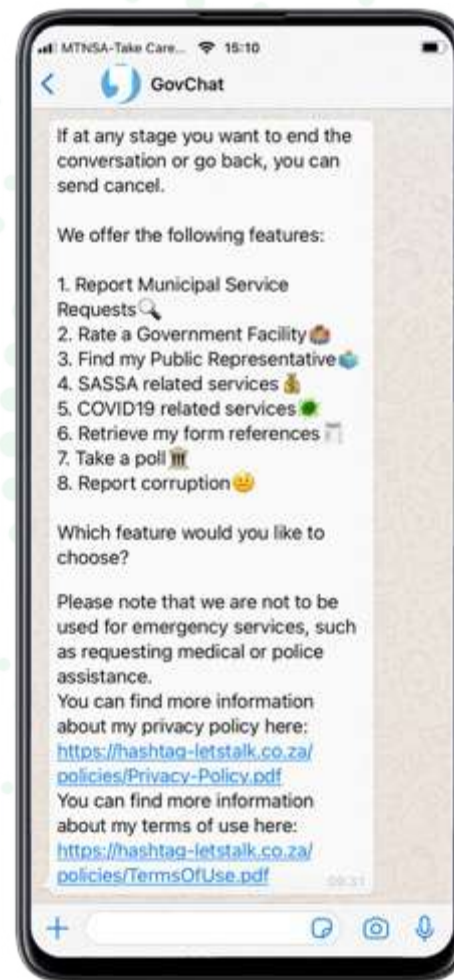 MTNSA-Take Care... 15:10
GovChat
If at any stage you want to end the
conversation or go back, you can
send cancel.
We offer the following features:
1. Report Municipal Service
Requests🔍
2. Rate a Government Facility
3. Find my Public Representative🗳️
4. SASSA related services 💰
5. COVID19 related services
6. Retrieve my form references
7. Take a poll🏛️
8. Report corruption
Which feature would you like to
choose?
Please note that we are not to be
used for emergency services, such
as requesting medical or police
assistance.
You can find more information
about my privacy policy here:
https://hashtag-letstalk.co.za/
policies/Privacy-Policy.pdf
You can find more information
about my terms of use here:
https://hashtag-letstalk.co.za/
policies/TermsOfUse.pdf
09:31